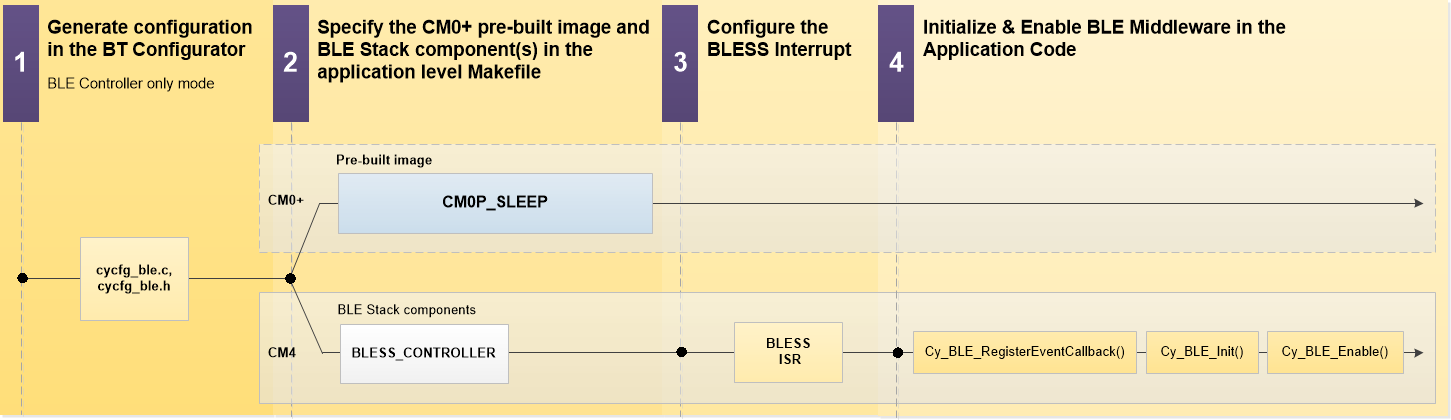 1
Generate configuration
in the BT Configurator
BLE Controller only mode
2
Specify the CM0+ pre-built image and
BLE Stack component(s) in the
application level Makefile
3
Configure the
BLESS Interrupt
4
Initialize & Enable BLE Middleware in the
Application Code
Pre-built image
CM0+
CM0P_SLEEP
cycfg_ble.c,
cycfg_ble.h
BLE Stack components
CM4
BLESS_CONTROLLER
BLESS
ISR
Cy_BLE_RegisterEventCallback()
Cy_BLE_Init()
Cy_BLE_Enable()